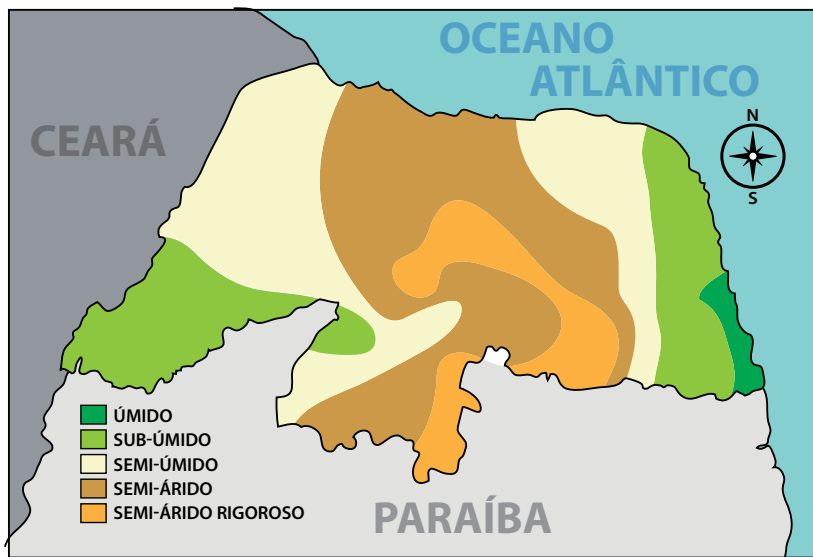 OCEANO
ATLÂNTICO
CEARÁ
N
S
ÚMIDO
SUB-ÚMIDO
SEMI-ÚMIDO
SEMI-ÁRIDO
SEMI-ÁRIDO RIGOROSO
PARAÍBA